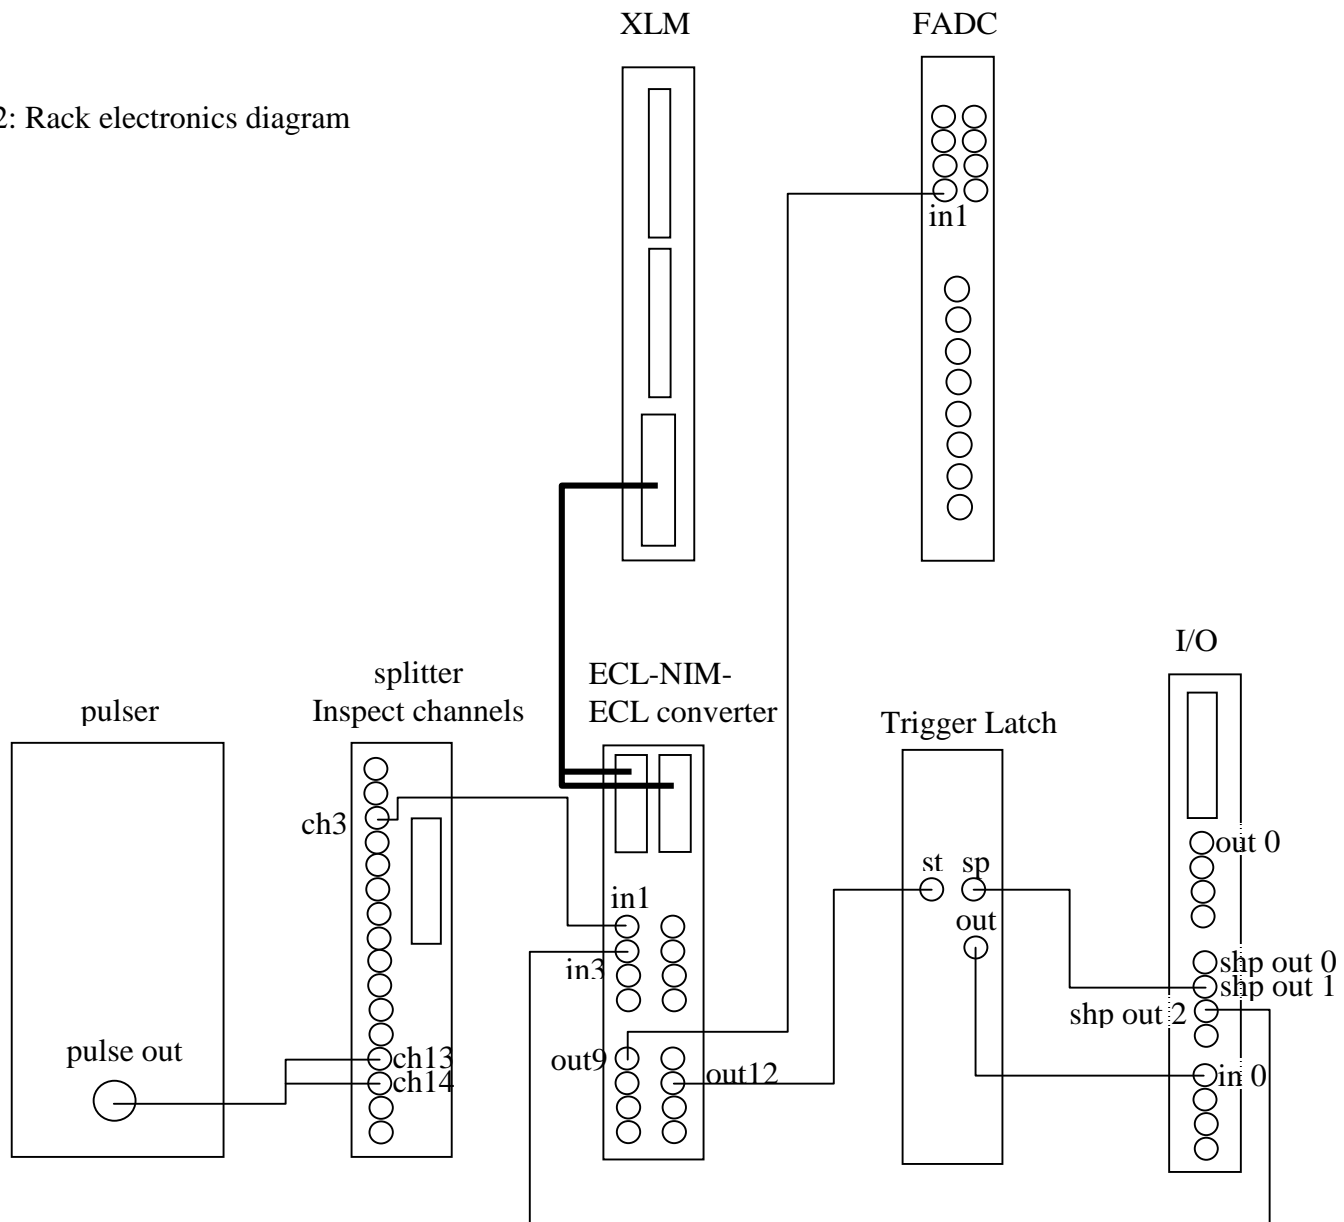 XLM
FADC
2: Rack electronics diagram
in1
I/O
splitter
Inspect channels
ECL-NIM-
ECL converter
pulser
Trigger Latch
ch3
out 0
st
sp
in1
out
in3
shp out 0
shp out 1
shp out 2
pulse out
ch13
ch14
out9
out12
in 0